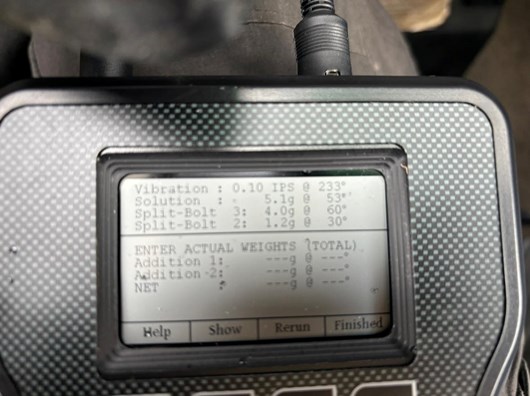 Vibration : 0.10 IPS @ 233°
Solution : 5.1g @ 53°
Split-Bolt 3: 4.0g @ 60°
Split-Bolt 2: 1.2g @ 30°
ENTER ACTUAL WEIGHTS (TOTAL)
Addition 1: ---g @ ---°
Addition 2: ---g @ ---°
NET : ---g @ ---°
Help Show Rerun Finished